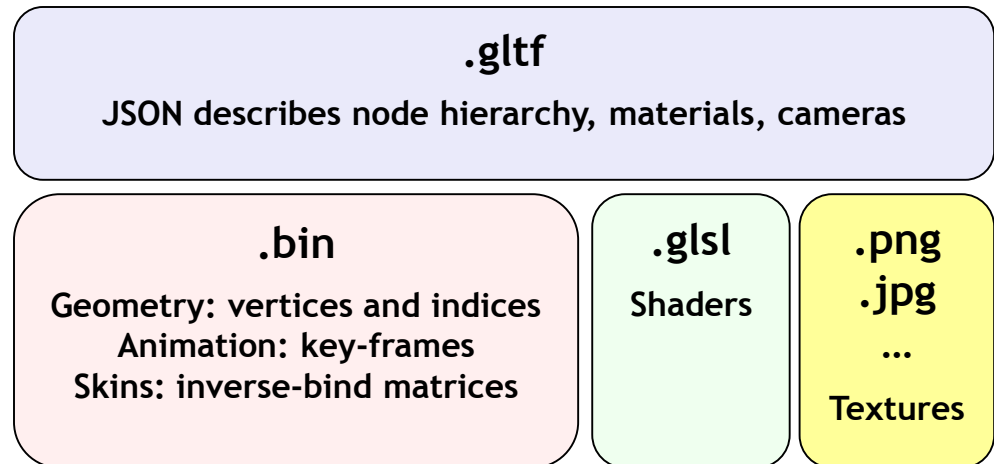 .gltf
JSON describes node hierarchy, materials, cameras
.bin
Geometry: vertices and indices
Animation: key-frames
Skins: inverse-bind matrices
.glsl
Shaders
.png
.jpg
...
Textures